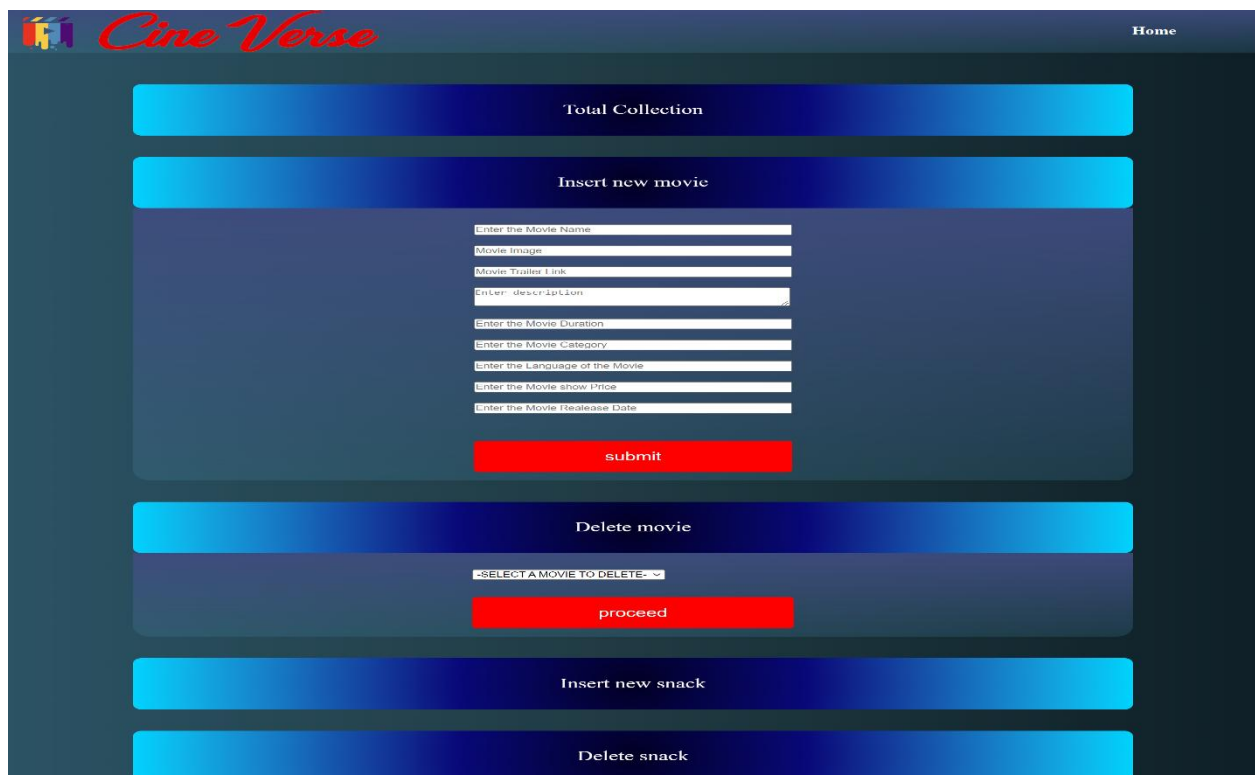 Cine Verse
Home
Total Collection
Insert new movie
Enter the Movie Name
Movie Image
Movie Trailer Link
Enter description
Enter the Movie Duration
Enter the Movie Category
Enter the Language of the Movie
Enter the Movie show Price
Enter the Movie Realease Date
submit
Delete movie
-SELECT A MOVIE TO DELETE-
proceed
Insert new snack
Delete snack